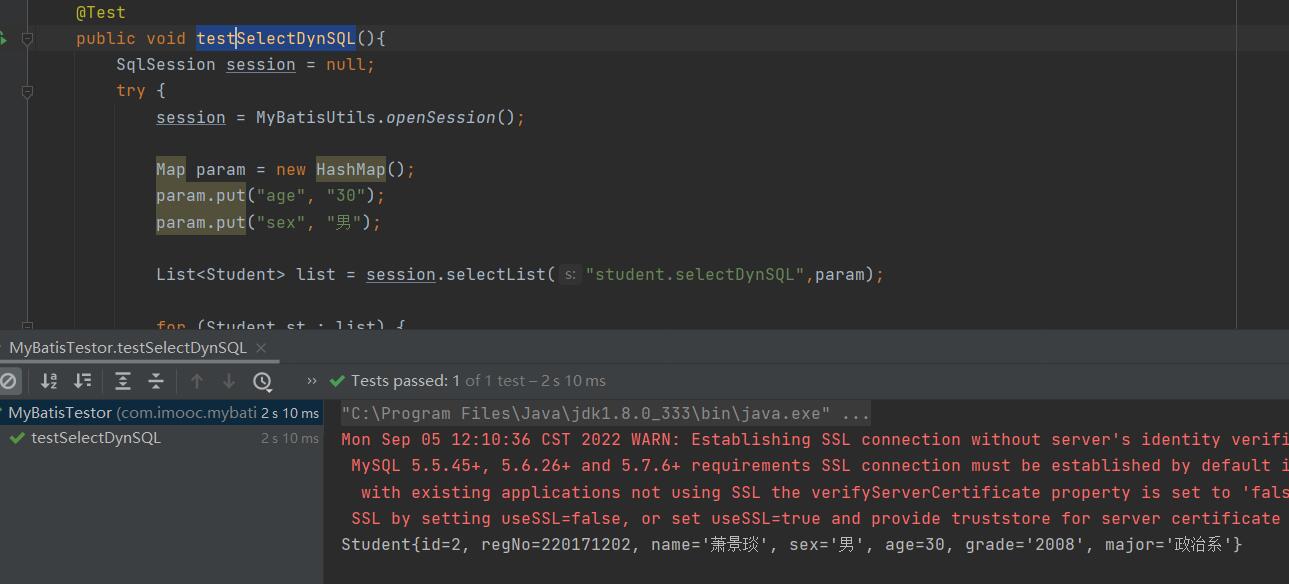 @Test
public void testSelectDynSQL(){
SqlSession session = null;
try {
session = MyBatisUtils.openSession();
Map param = new HashMap();
param.put("age", "30");
param.put("sex", "男");
List<Student> list = session.selectList( s: "student.selectDynSQL",param);
for (Student st : list) {
MyBatisTestor.testSelectDynSQL ×
» Tests passed: 1 of 1 test – 2 s 10 ms
MyBatisTestor (com.imooc.mybati 2 s 10 ms
testSelectDynSQL 2 s 10 ms
"C:\Program Files\Java\jdk1.8.0_333\bin\java.exe" ...
Mon Sep 05 12:10:36 CST 2022 WARN: Establishing SSL connection without server's identity verifi
MySQL 5.5.45+, 5.6.26+ and 5.7.6+ requirements SSL connection must be established by default i
with existing applications not using SSL the verifyServerCertificate property is set to 'fals
SSL by setting useSSL=false, or set useSSL=true and provide truststore for server certificate
Student{id=2, regNo=220171202, name='萧景琰', sex='男', age=30, grade='2008', major='政治系'}